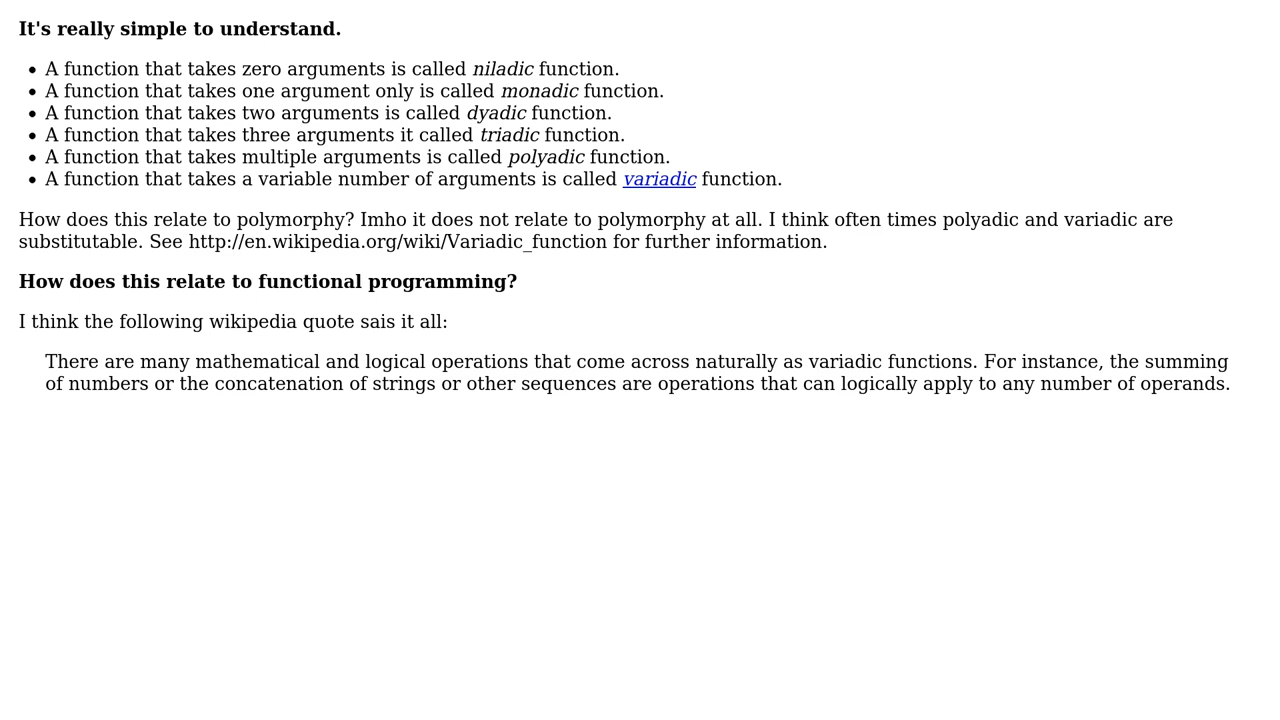 It's really simple to understand.
• A function that takes zero arguments is called niladic function.
• A function that takes one argument only is called monadic function.
• A function that takes two arguments is called dyadic function.
• A function that takes three arguments it called triadic function.
• A function that takes multiple arguments is called polyadic function.
• A function that takes a variable number of arguments is called variadic function.
How does this relate to polymorphy? Imho it does not relate to polymorphy at all. I think often times polyadic and variadic are
substitutable. See http://en.wikipedia.org/wiki/Variadic_function for further information.
How does this relate to functional programming?
I think the following wikipedia quote sais it all:
There are many mathematical and logical operations that come across naturally as variadic functions. For instance, the summing
of numbers or the concatenation of strings or other sequences are operations that can logically apply to any number of operands.